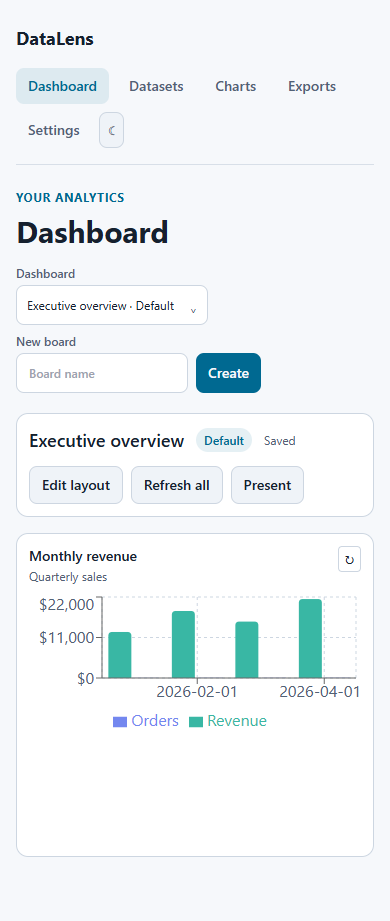 DataLens
Dashboard Datasets Charts Exports
Settings
YOUR ANALYTICS
Dashboard
Dashboard
Executive overview · Default
New board
Board name Create
Executive overview Default Saved
Edit layout Refresh all Present
Monthly revenue
Quarterly sales
$22,000
$11,000
$0
2026-02-01 2026-04-01
Orders Revenue